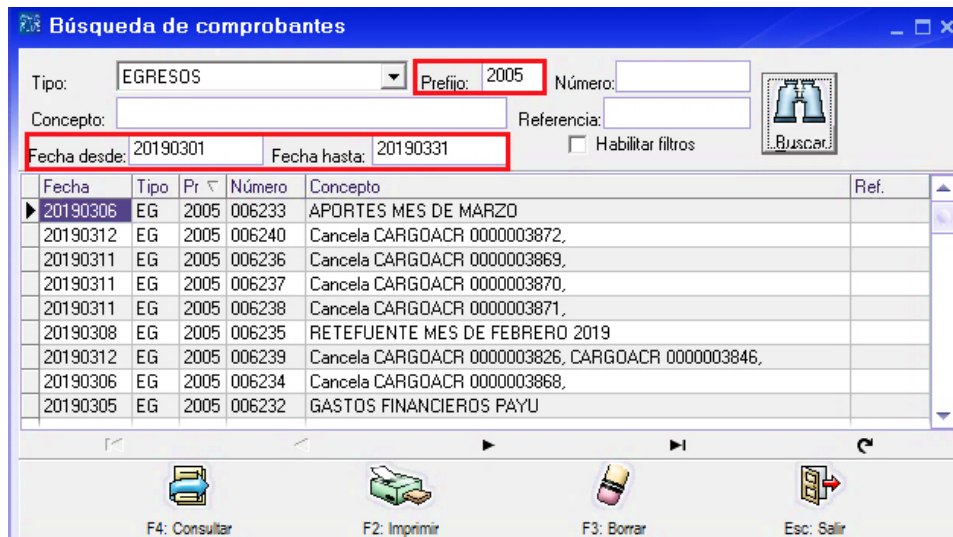 Búsqueda de comprobantes
Tipo: EGRESOS Prefijo: 2005 Número:
Concepto: Referencia:
Fecha desde: 20190301 Fecha hasta: 20190331 Habilitar filtros Buscar
Fecha Tipo Pr Número Concepto Ref.
20190306 EG 2005 006233 APORTES MES DE MARZO
20190312 EG 2005 006240 Cancela CARGOACR 0000003872,
20190311 EG 2005 006236 Cancela CARGOACR 0000003869,
20190311 EG 2005 006237 Cancela CARGOACR 0000003870,
20190311 EG 2005 006238 Cancela CARGOACR 0000003871,
20190308 EG 2005 006235 RETEFUENTE MES DE FEBRERO 2019
20190312 EG 2005 006239 Cancela CARGOACR 0000003826, CARGOACR 0000003846,
20190306 EG 2005 006234 Cancela CARGOACR 0000003868,
20190305 EG 2005 006232 GASTOS FINANCIEROS PAYU
F4: Consultar F2: Imprimir F3: Borrar Esc: Salir